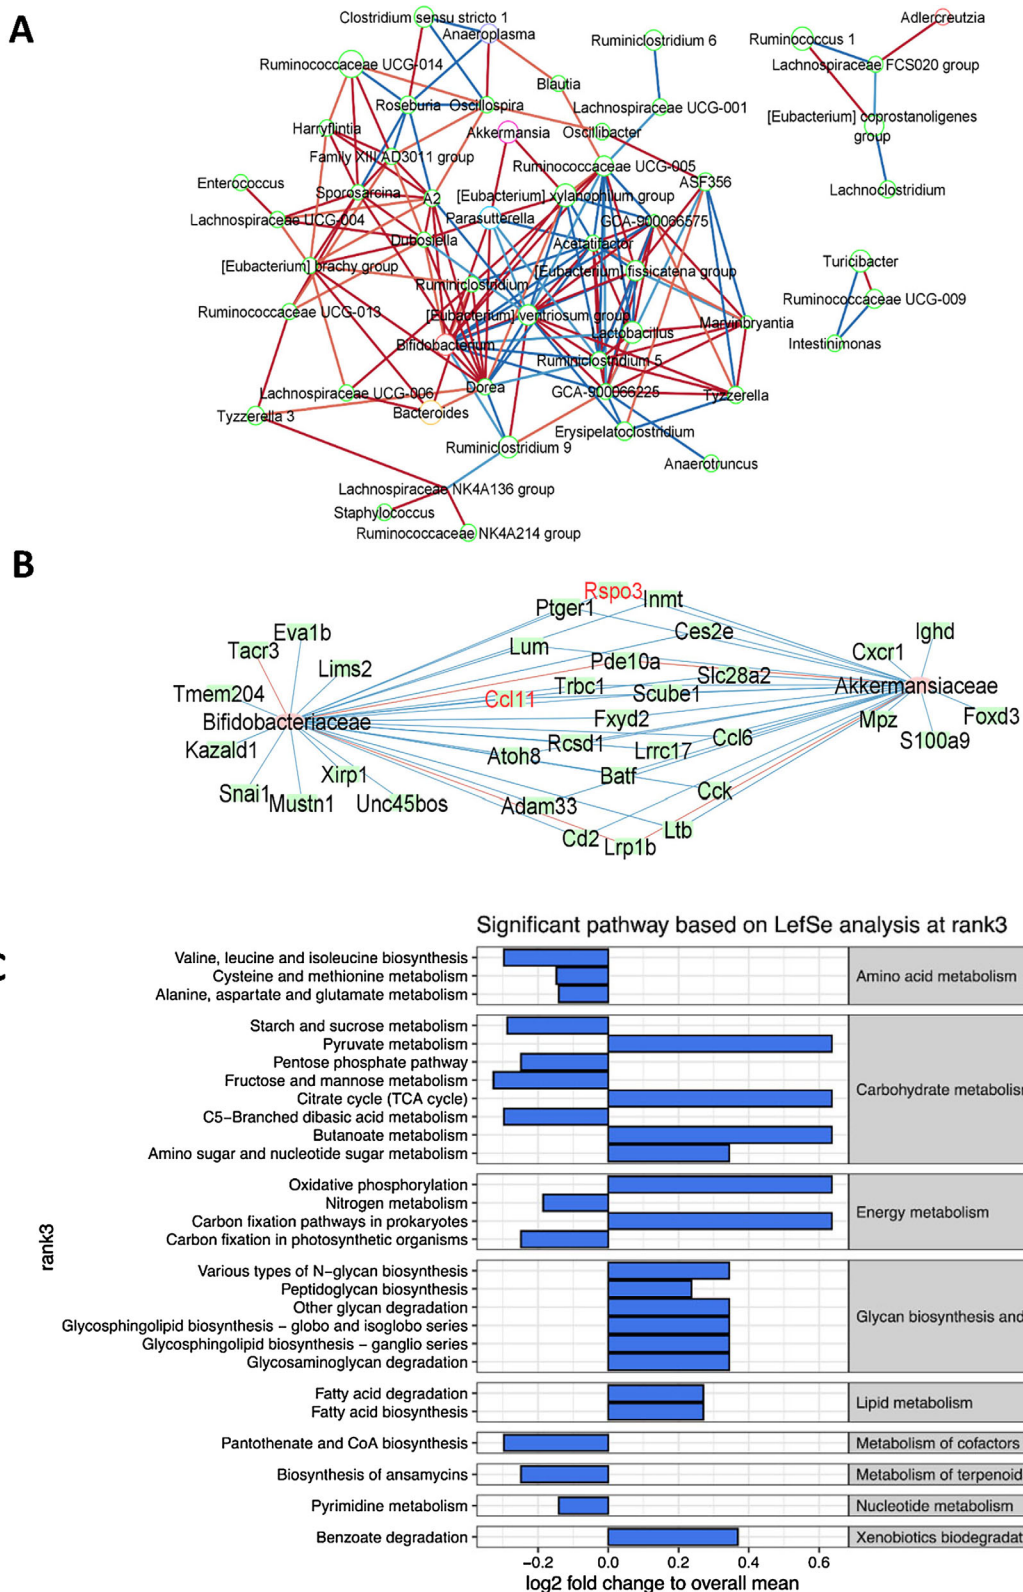 A
Clostridium sensu stricto 1
Adlercreutzia
Anaeroplasma
Ruminiclostridium 6
Ruminococcus 1
Ruminococcaceae UCG-014
Lachnospiraceae FCS020 group
Blautia
Roseburia
Oscillospira
Lachnospiraceae UCG-001
[Eubacterium] coprostanoligenes
group
Harryflintia
Akkermansia
Oscillibacter
Family XIII AD3011 group
Ruminococcaceae UCG-005
Enterococcus
ASF356
Sporosarcina
A2
[Eubacterium] xylanophilum group
Lachnoclostridium
Lachnospiraceae UCG-004
Parasutterella
GCA-900066575
Dubosiella
Acetatifactor
[Eubacterium] brachy group
[Eubacterium] fissicatena group
Turicibacter
Ruminiclostridium
Ruminococcaceae UCG-009
Ruminococcaceae UCG-013
[Eubacterium] ventriosum group
Marvinbryantia
Lactobacillus
Bifidobacterium
Intestinimonas
Ruminiclostridium 5
Lachnospiraceae UCG-006
Dorea
GCA-900066225
Tyzzerella
Tyzzerella 3
Bacteroides
Erysipelatoclostridium
Ruminiclostridium 9
Anaerotruncus
Lachnospiraceae NK4A136 group
Staphylococcus
Ruminococcaceae NK4A214 group
B
Rspo3
Inmt
Ptger1
Eva1b
Ces2e
Ighd
Tacr3
Lum
Cxcr1
Lims2
Pde10a
Slc28a2
Trbc1
Scube1
Akkermansiaceae
Tmem204
Ccl11
Bifidobacteriaceae
Fxyd2
Mpz
Foxd3
Kazald1
Rcsd1
Lrrc17
Ccl6
S100a9
Atoh8
Xirp1
Batf
Snai1
Mustn1
Unc45bos
Adam33
Cck
Cd2
Ltb
Lrp1b
C
Significant pathway based on LefSe analysis at rank3
Valine, leucine and isoleucine biosynthesis
Cysteine and methionine metabolism
Amino acid metabolism
Alanine, aspartate and glutamate metabolism
Starch and sucrose metabolism
Pyruvate metabolism
Pentose phosphate pathway
Fructose and mannose metabolism
Carbohydrate metabolism
Citrate cycle (TCA cycle)
C5−Branched dibasic acid metabolism
Butanoate metabolism
Amino sugar and nucleotide sugar metabolism
Oxidative phosphorylation
Nitrogen metabolism
Energy metabolism
Carbon fixation pathways in prokaryotes
Carbon fixation in photosynthetic organisms
rank3
Various types of N−glycan biosynthesis
Peptidoglycan biosynthesis
Other glycan degradation
Glycan biosynthesis and
Glycosphingolipid biosynthesis − globo and isoglobo series
Glycosphingolipid biosynthesis − ganglio series
Glycosaminoglycan degradation
Fatty acid degradation
Lipid metabolism
Fatty acid biosynthesis
Pantothenate and CoA biosynthesis
Metabolism of cofactors
Biosynthesis of ansamycins
Metabolism of terpenoid
Pyrimidine metabolism
Nucleotide metabolism
Benzoate degradation
Xenobiotics biodegradat
−0.2 0.0 0.2 0.4 0.6
log2 fold change to overall mean